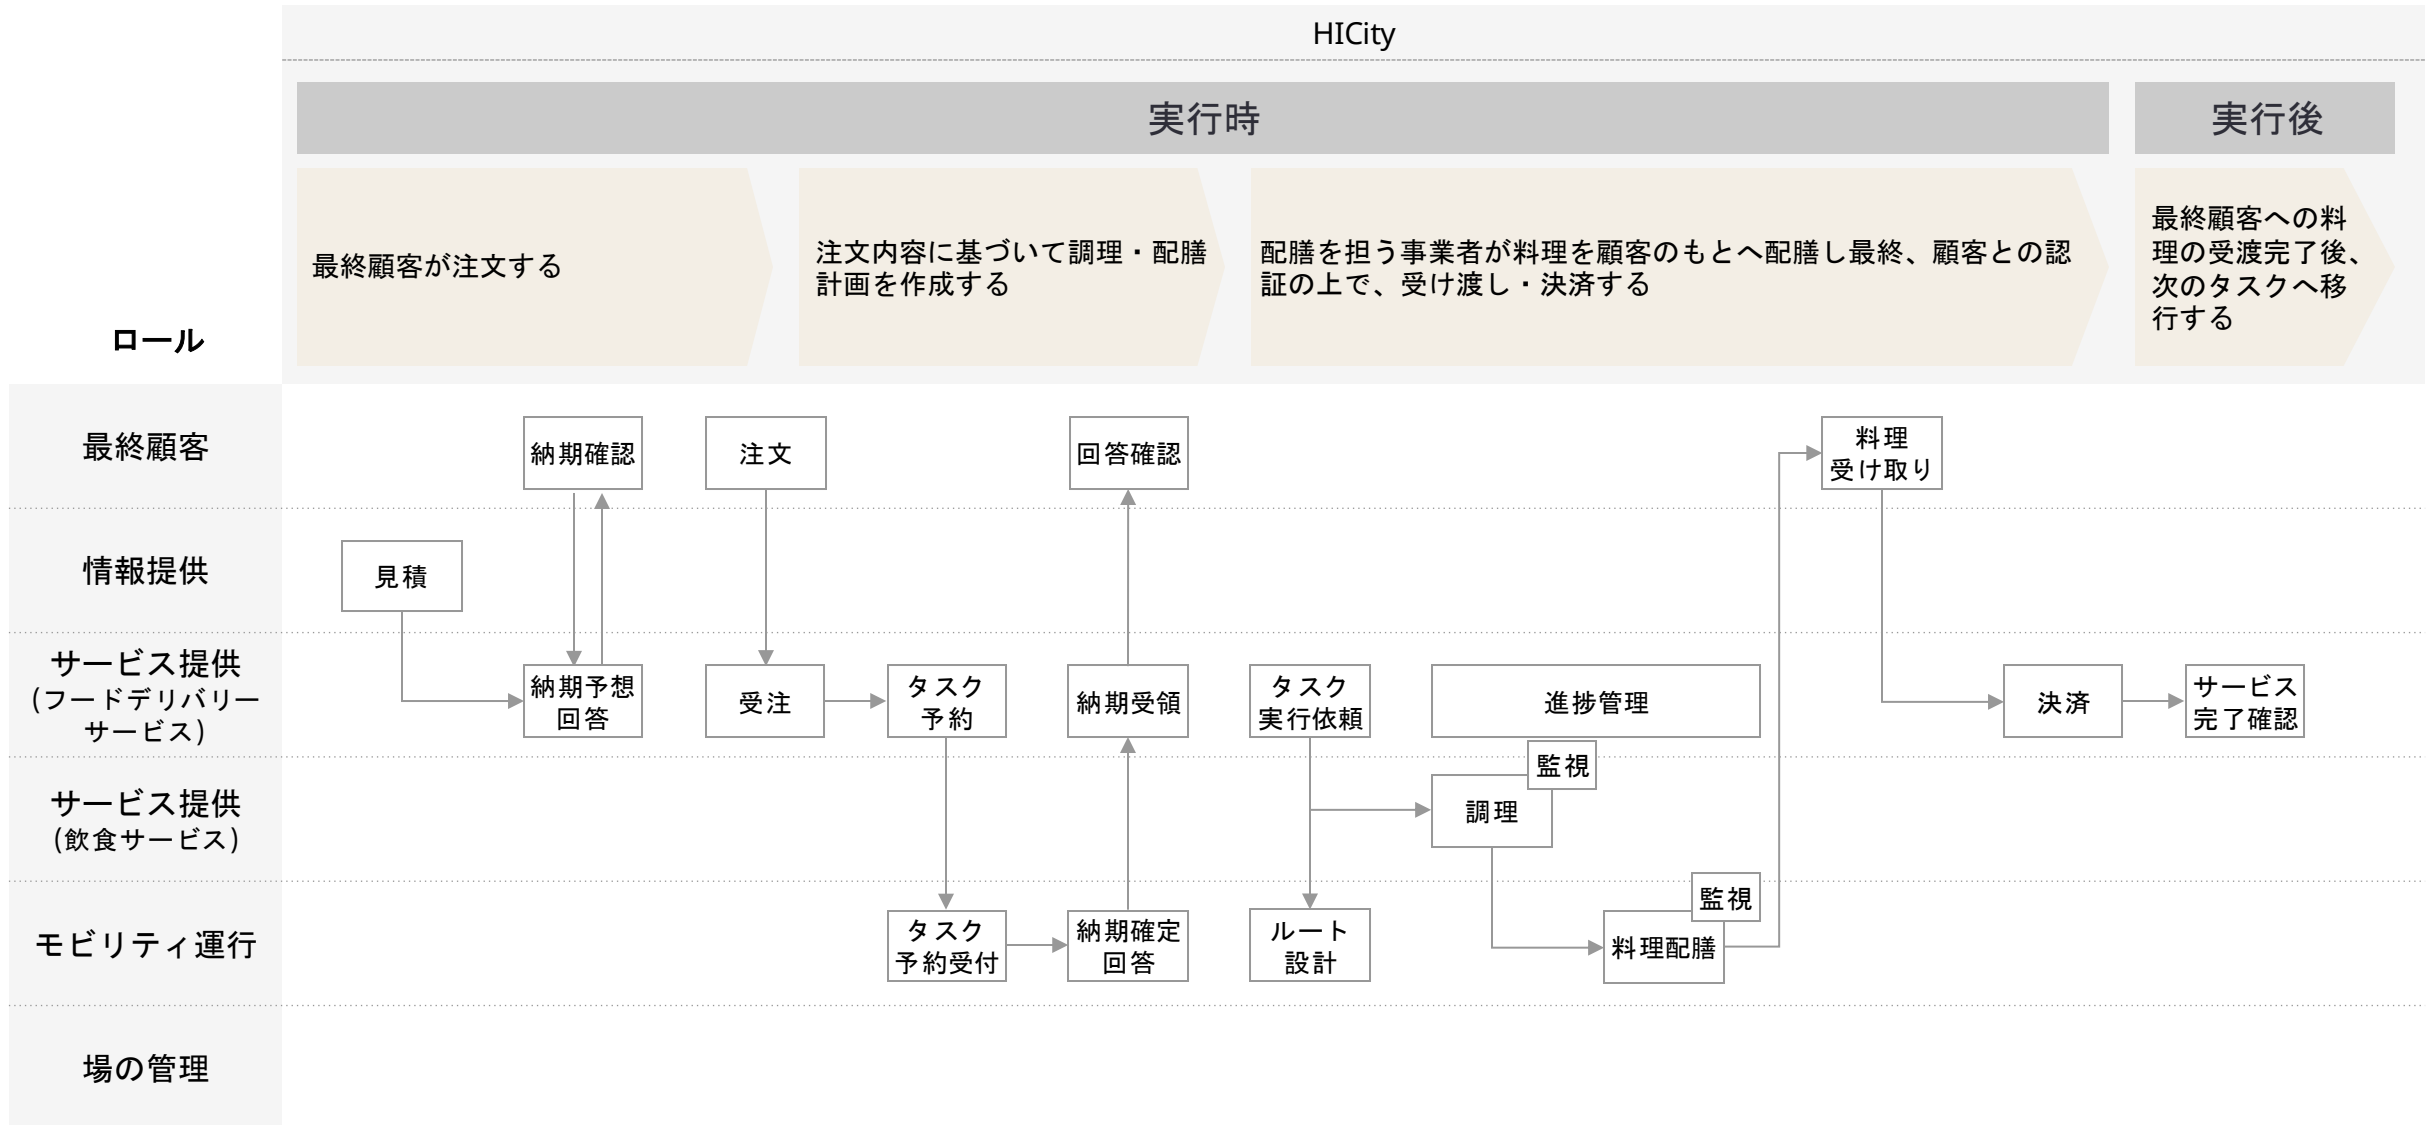 HICity
実行時
実行後
最終顧客が注文する
注文内容に基づいて調理・配膳
計画を作成する
配膳を担う事業者が料理を顧客のもとへ配膳し最終、顧客との認
証の上で、受け渡し・決済する
最終顧客への料
理の受渡完了後、
次のタスクへ移
行する
ロール
最終顧客
納期確認
注文
回答確認
料理
受け取り
情報提供
見積
サービス提供
(フードデリバリー
サービス)
納期予想
回答
受注
タスク
予約
納期受領
タスク
実行依頼
進捗管理
決済
サービス
完了確認
サービス提供
(飲食サービス)
監視
調理
モビリティ運行
タスク
予約受付
納期確定
回答
ルート
設計
監視
料理配膳
場の管理